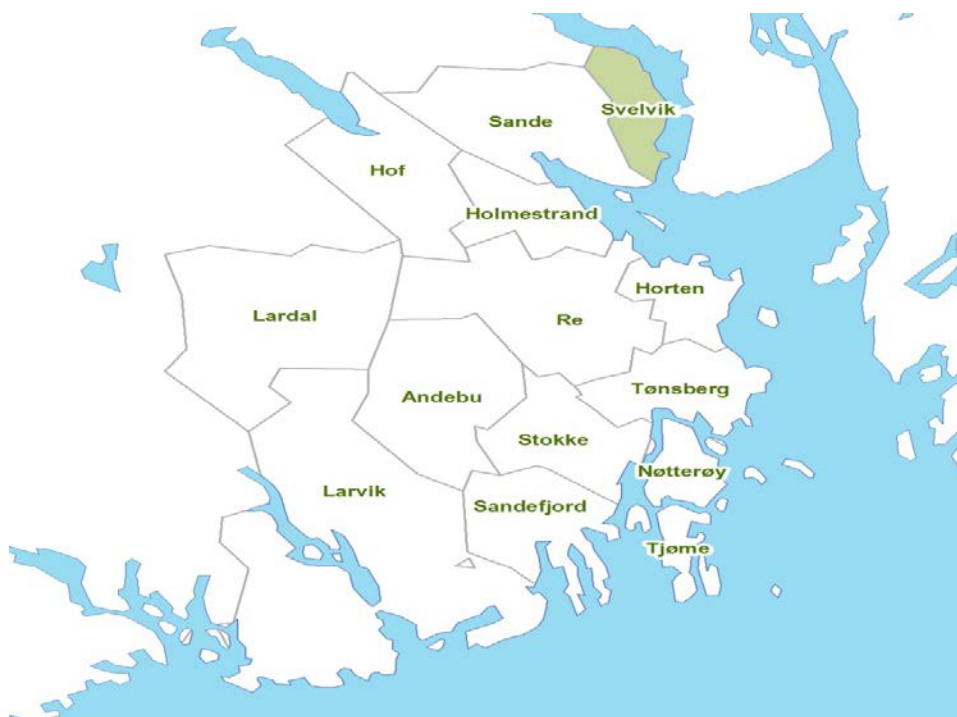 Svelvik
Sande
Hof
Holmestrand
Horten
Lardal
Re
Andebu
Tønsberg
Stokke
Nøtterøy
Larvik
Sandefjord
Tjøme